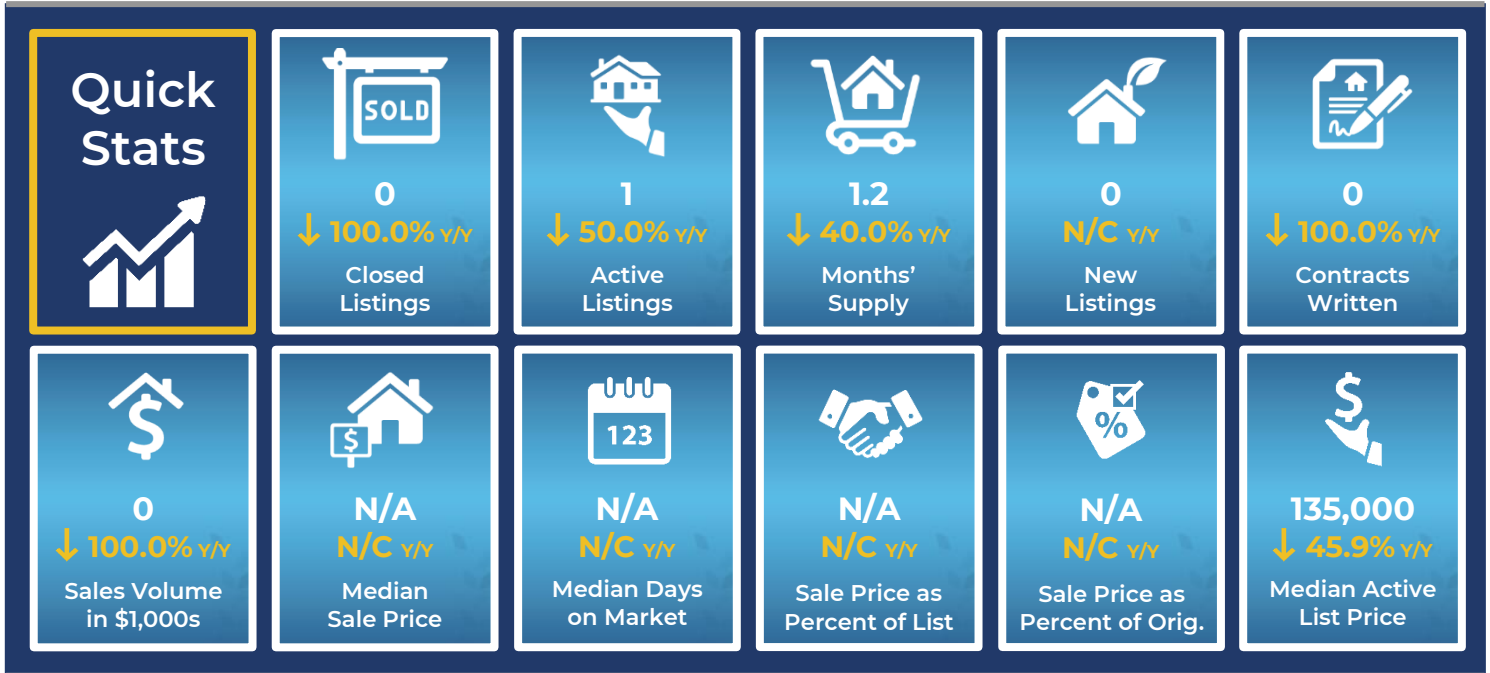 Quick
Stats
SOLD
0
↓ 100.0% Y/Y
Closed
Listings
1
↓ 50.0% Y/Y
Active
Listings
1.2
↓ 40.0% Y/Y
Months’
Supply
0
N/C Y/Y
New
Listings
0
↓ 100.0% Y/Y
Contracts
Written
$
0
↓ 100.0% Y/Y
Sales Volume
in $1,000s
$
N/A
N/C Y/Y
Median
Sale Price
123
N/A
N/C Y/Y
Median Days
on Market
N/A
N/C Y/Y
Sale Price as
Percent of List
%
N/A
N/C Y/Y
Sale Price as
Percent of Orig.
$
135,000
↓ 45.9% Y/Y
Median Active
List Price